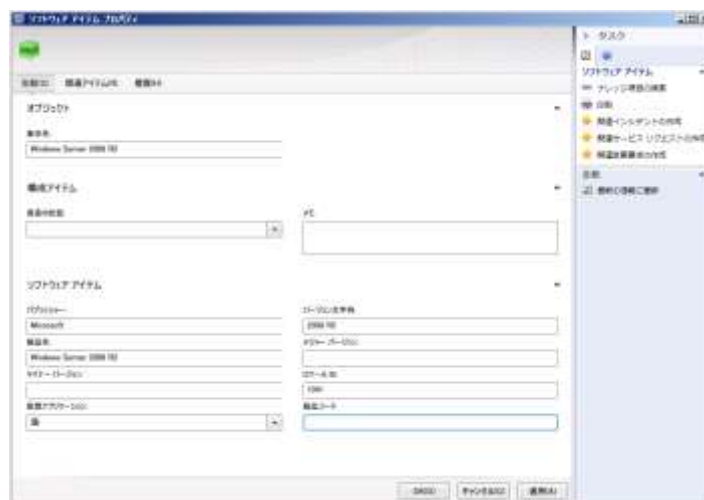 ソフトウェア アイテム プロパティ
全般(G) 関連アイテム(R) 履歴(H)
オブジェクト
表示名
Windows Server 2008 R2
構成アイテム
資産の状態
メモ
ソフトウェア アイテム
パブリッシャー
バージョン文字列
Microsoft
2008 R2
製品名
メジャー バージョン
Windows Server 2008 R2
マイナー バージョン
ロケール ID
仮想アプリケーション
製品コード
OK(O) キャンセル(C) 適用(A)
タスク
ソフトウェア アイテム
ナレッジ項目の検索
印刷
関連インシデントの作成
関連サービス リクエストの作成
関連変更要求の作成
全般
最新の情報に更新